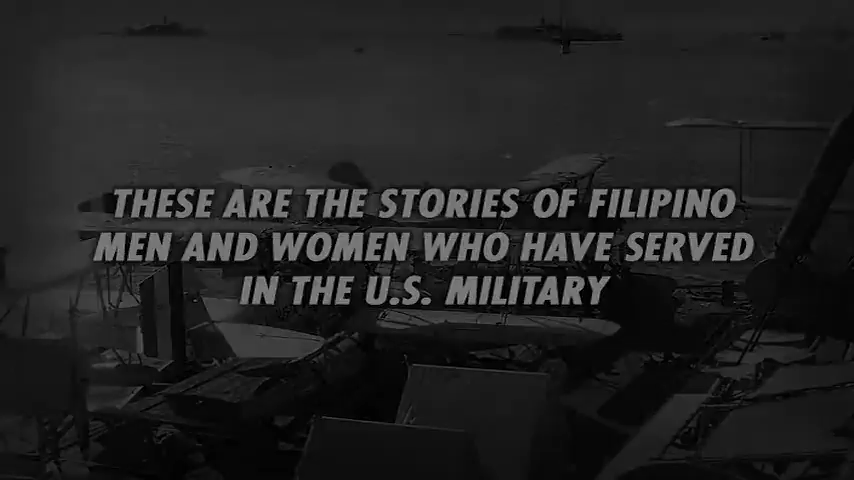 THESE ARE THE STORIES OF FILIPINO
MEN AND WOMEN WHO HAVE SERVED
IN THE U.S. MILITARY